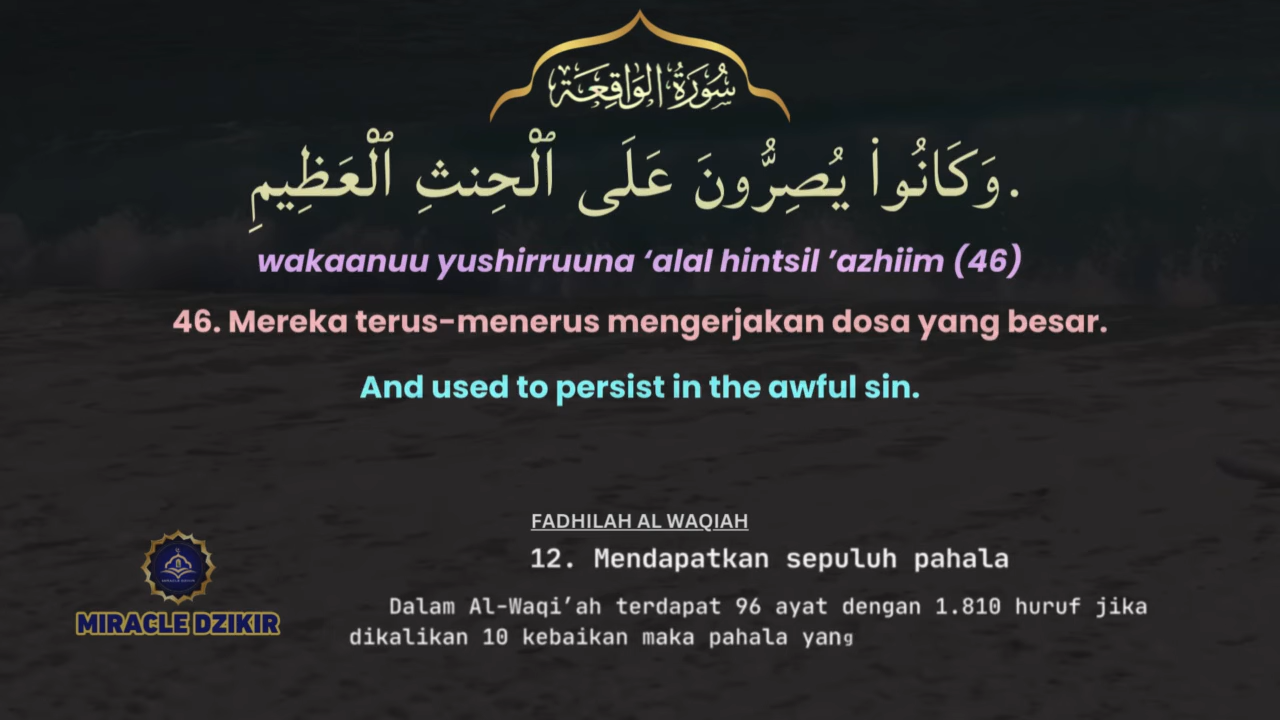 سُورَةُ الوَاقِعَة
وَكَانُوا۟ يُصِرُّونَ عَلَى ٱلْحِنثِ ٱلْعَظِيمِ.
wakaanuu yushirruuna ‘alal hintsil ’azhiim (46)
46. Mereka terus-menerus mengerjakan dosa yang besar.
And used to persist in the awful sin.
FADHILAH AL WAQIAH
12. Mendapatkan sepuluh pahala
Dalam Al-Waqi’ah terdapat 96 ayat dengan 1.810 huruf jika
dikalikan 10 kebaikan maka pahala yang
MIRACLE DZIKIR
MIRACLE DZIKIR